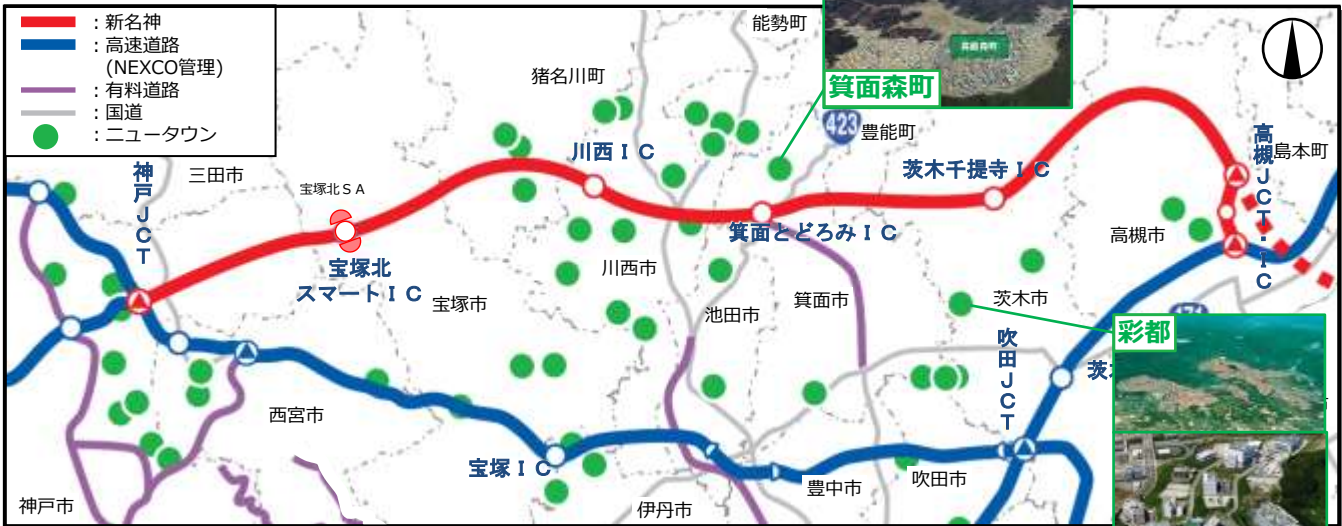 ：新名神
：高速道路
(NEXCO管理)
：有料道路
：国道
：ニュータウン
能勢町
猪名川町
箕面森町
箕面森町
423
豊能町
川西ＩＣ
茨木千提寺ＩＣ
高槻ＪＣＴ・ＩＣ
島本町
神戸ＪＣＴ
三田市
宝塚北ＳＡ
箕面とどろみＩＣ
高槻市
宝塚北
スマートＩＣ
宝塚市
川西市
池田市
箕面市
茨木市
彩都
吹田ＪＣＴ
茨木
西宮市
宝塚ＩＣ
豊中市
吹田市
神戸市
伊丹市